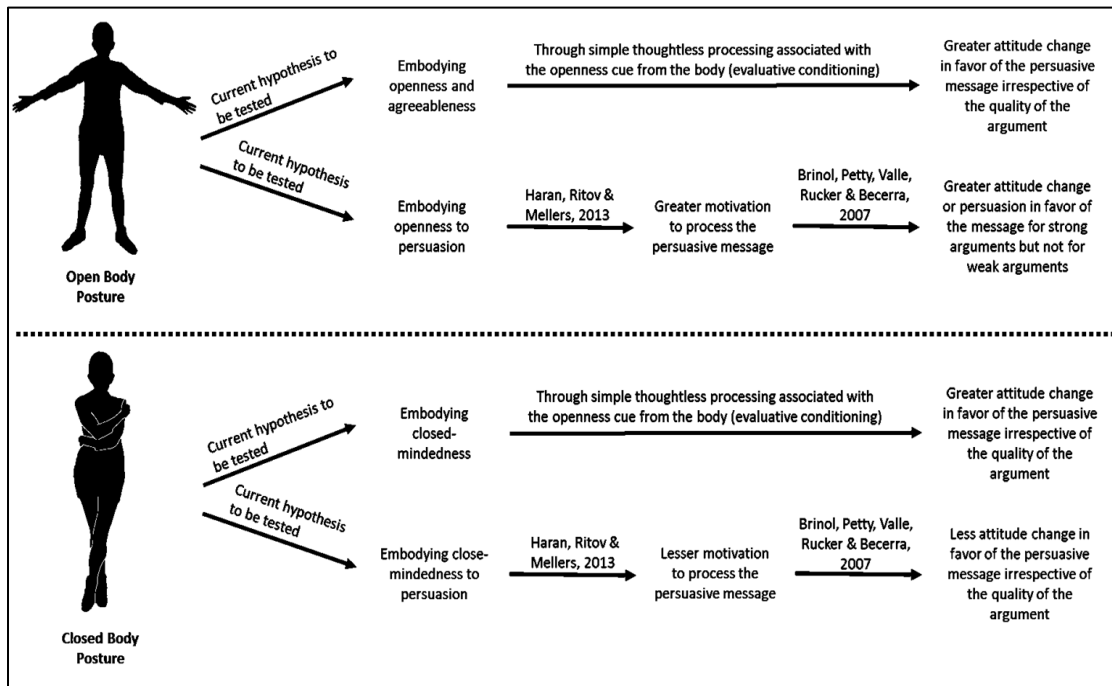 Current hypothesis to
be tested
Embodying
openness and
agreeableness
Through simple thoughtless processing associated with
the openness cue from the body (evaluative conditioning)
Greater attitude change
in favor of the persuasive
message irrespective of
the quality of the
argument
Current hypothesis
to be tested
Embodying
openness to
persuasion
Haran, Ritov &
Mellers, 2013
Greater motivation
to process the
persuasive message
Brinol, Petty, Valle,
Rucker & Becerra,
2007
Greater attitude change
or persuasion in favor of
the message for strong
arguments but not for
weak arguments
Open Body
Posture
Current hypothesis to
be tested
Embodying
closed-
mindedness
Through simple thoughtless processing associated with
the openness cue from the body (evaluative conditioning)
Greater attitude change
in favor of the persuasive
message irrespective of
the quality of the
argument
Current hypothesis
to be tested
Embodying close-
mindedness to
persuasion
Haran, Ritov &
Mellers, 2013
Lesser motivation
to process the
persuasive message
Brinol, Petty, Valle,
Rucker & Becerra,
2007
Less attitude change in
favor of the persuasive
message irrespective of
the quality of the
argument
Closed Body
Posture